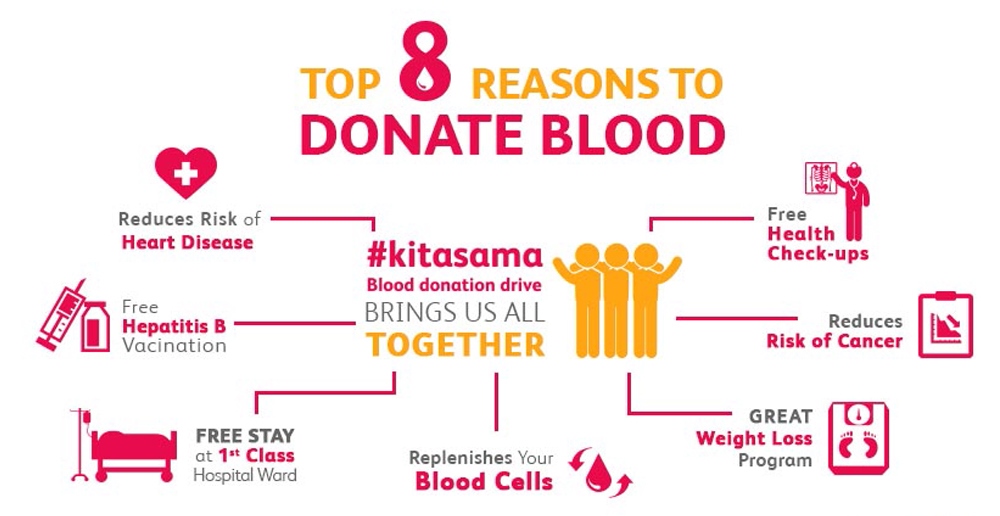 TOP 8 REASONS TO
DONATE BLOOD
Reduces Risk of
Heart Disease
Free
Hepatitis B
Vacination
FREE STAY
at 1st Class
Hospital Ward
#kitasama
Blood donation drive
BRINGS US ALL
TOGETHER
Replenishes Your
Blood Cells
Free
Health
Check-ups
Reduces
Risk of Cancer
GREAT
Weight Loss
Program